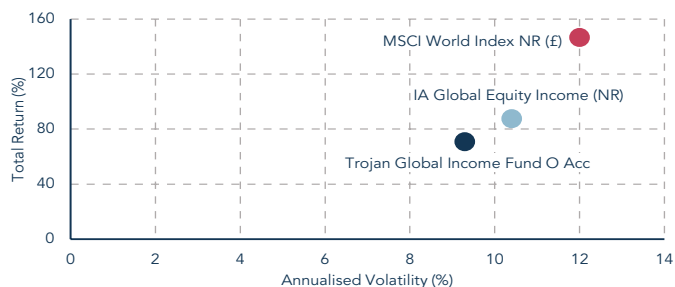 160
MSCI World Index NR (£)
120
IA Global Equity Income (NR)
80
Trojan Global Income Fund O Acc
40
0
Total Return (%)
0 2 4 6 8 10 12 14
Annualised Volatility (%)